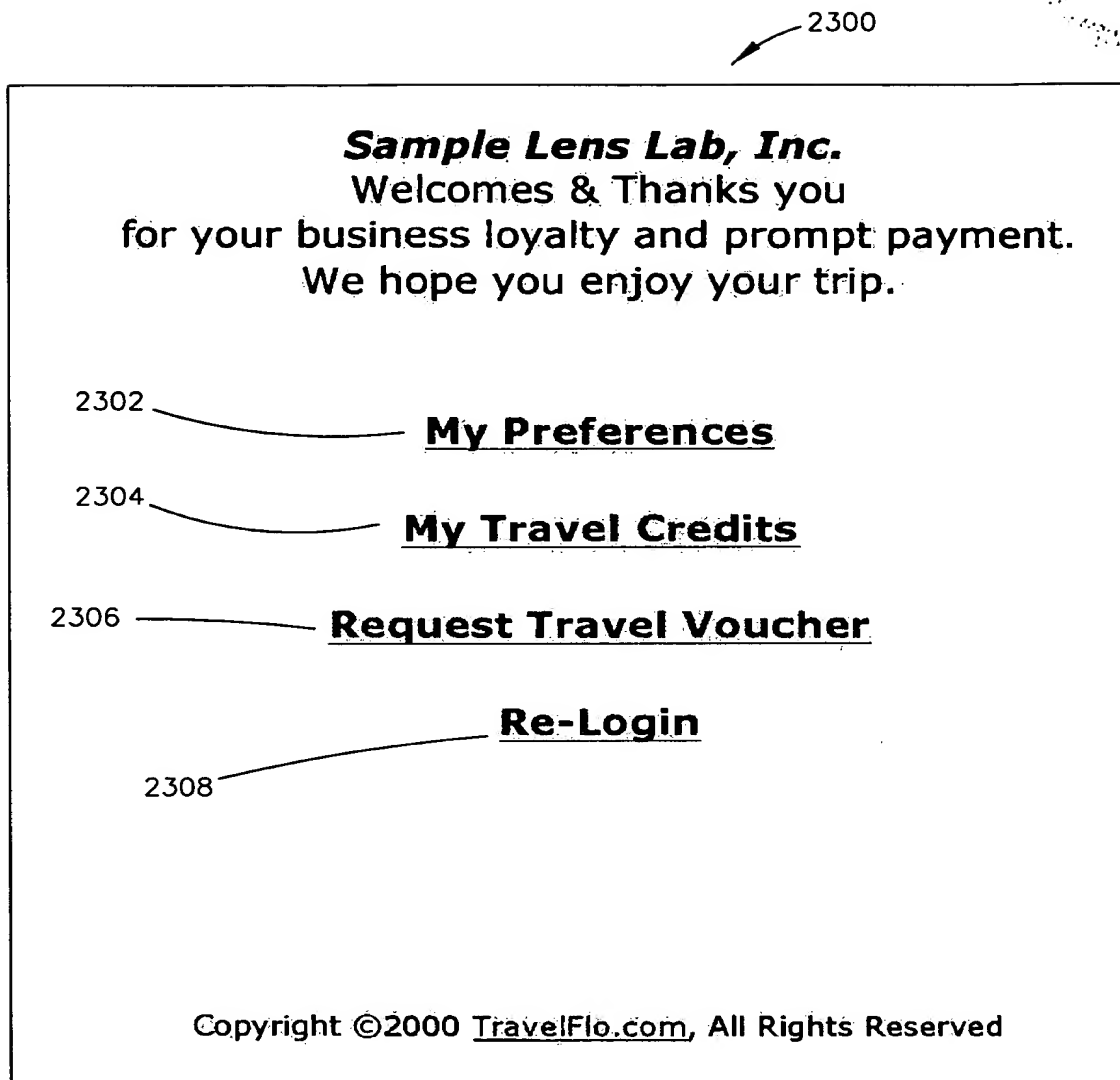 2300
Sample Lens Lab, Inc.
Welcomes & Thanks you
for your business loyalty and prompt payment.
We hope you enjoy your trip.
2302
My Preferences
2304
My Travel Credits
2306
Request Travel Voucher
Re-Login
2308
Copyright ©2000 TravelFlo.com, All Rights Reserved